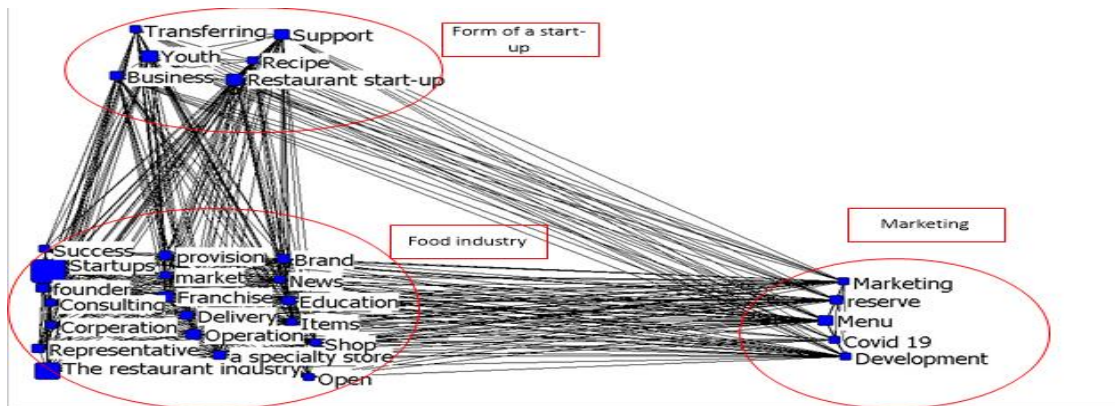 Transferring
Support
Form of a start-
up
Youth
Recipe
Business
Restaurant start-up
Marketing
Food industry
Success
provision
Brand
Startups
market
News
founder
Franchise
Education
Consulting
Delivery
Items
Corperation
Operation
Shop
Representative
a specialty store
The restaurant industry
Open
Marketing
reserve
Menu
Covid 19
Development